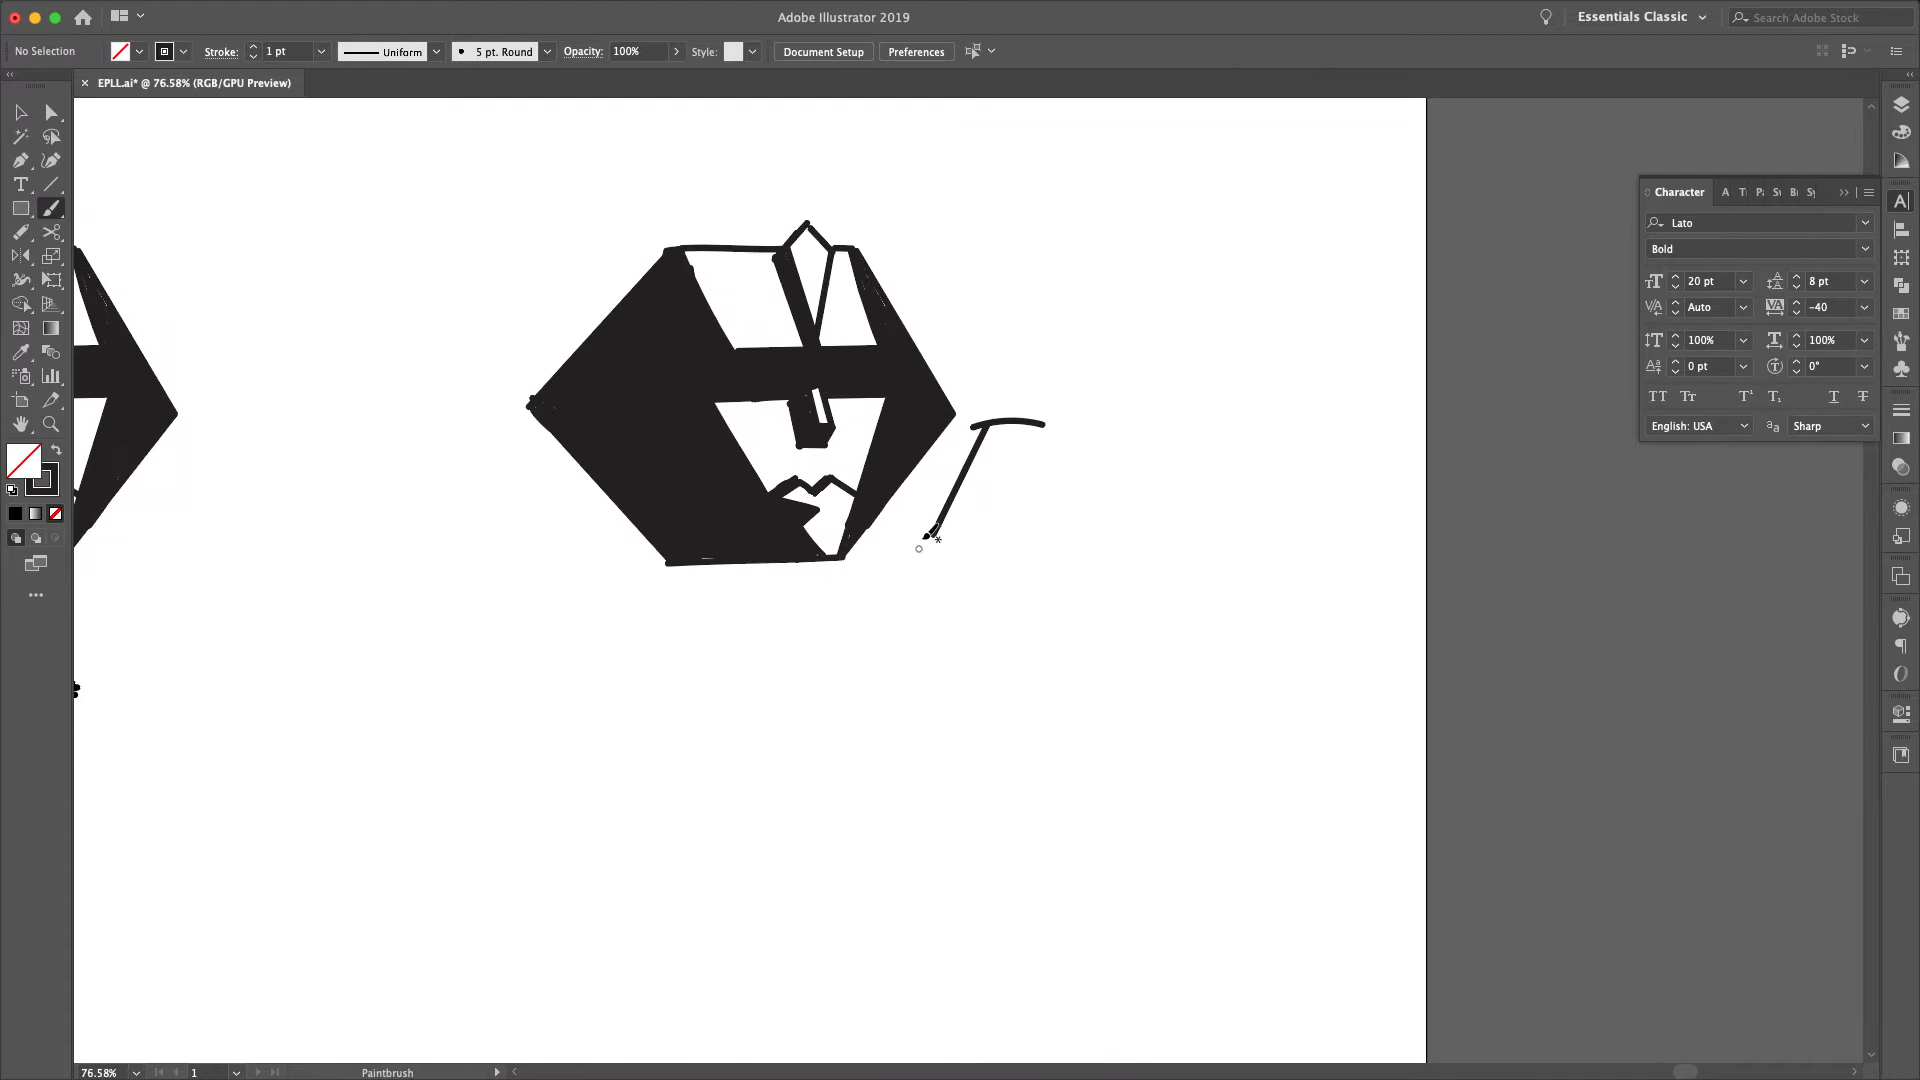 Adobe Illustrator 2019
Essentials Classic
Search Adobe Stock
No Selection
Stroke:
1 pt
Uniform
5 pt. Round
Opacity:
100%
Style:
Document Setup
Preferences
EPLL.ai* @ 76.58% (RGB/GPU Preview)
Character
Lato
Bold
20 pt
8 pt
Auto
-40
100%
100%
0 pt
0°
English: USA
Sharp
76.58%
1
Paintbrush